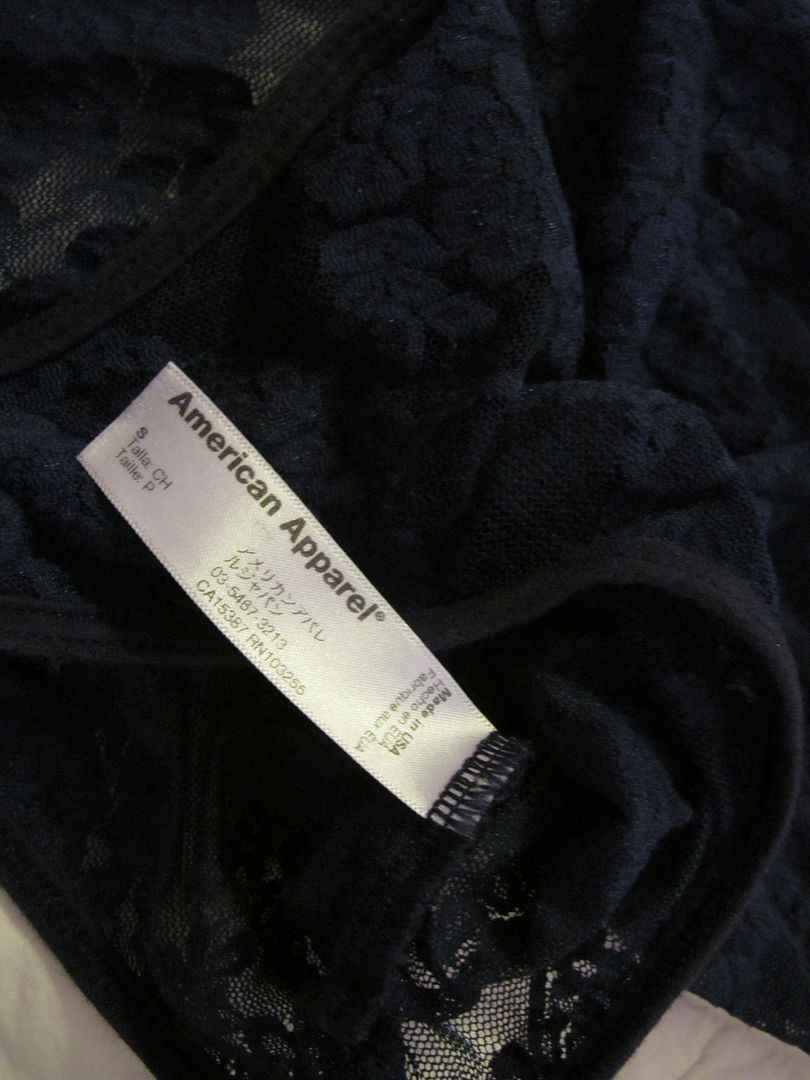 American Apparel®
S
Talla: CH
Taille: P
アメリカンアパレ
ルジャパン
03-5467-3213
CA15387 RN103255
Made in USA
Hecho en EUA
Fabriqué aux EUA